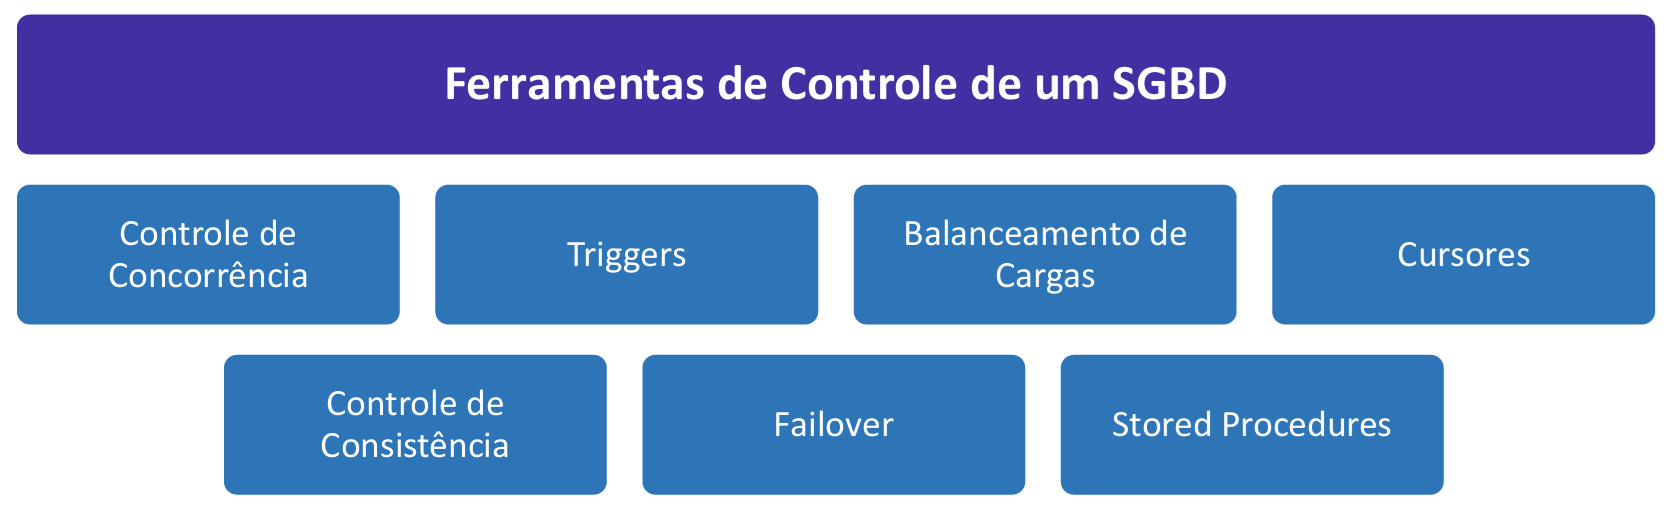 Ferramentas de Controle de um SGBD
Controle de
Concorrência
Triggers
Balanceamento de
Cargas
Cursores
Controle de
Consistência
Failover
Stored Procedures